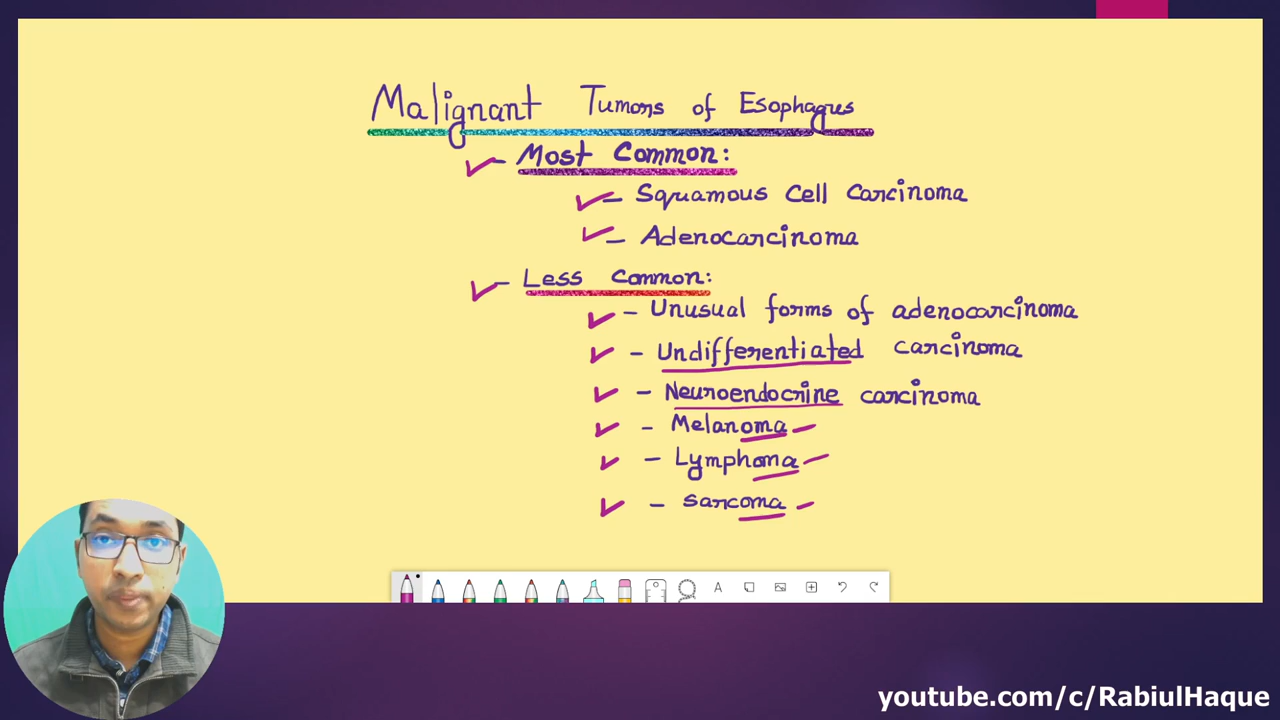 Malignant Tumors of Esophagus
- Most Common:
- Squamous Cell Carcinoma
- Adenocarcinoma
- Less Common:
- Unusual forms of adenocarcinoma
- Undifferentiated carcinoma
- Neuroendocrine carcinoma
- Melanoma
- Lymphoma
- Sarcoma
A
youtube.com/c/RabiulHaque